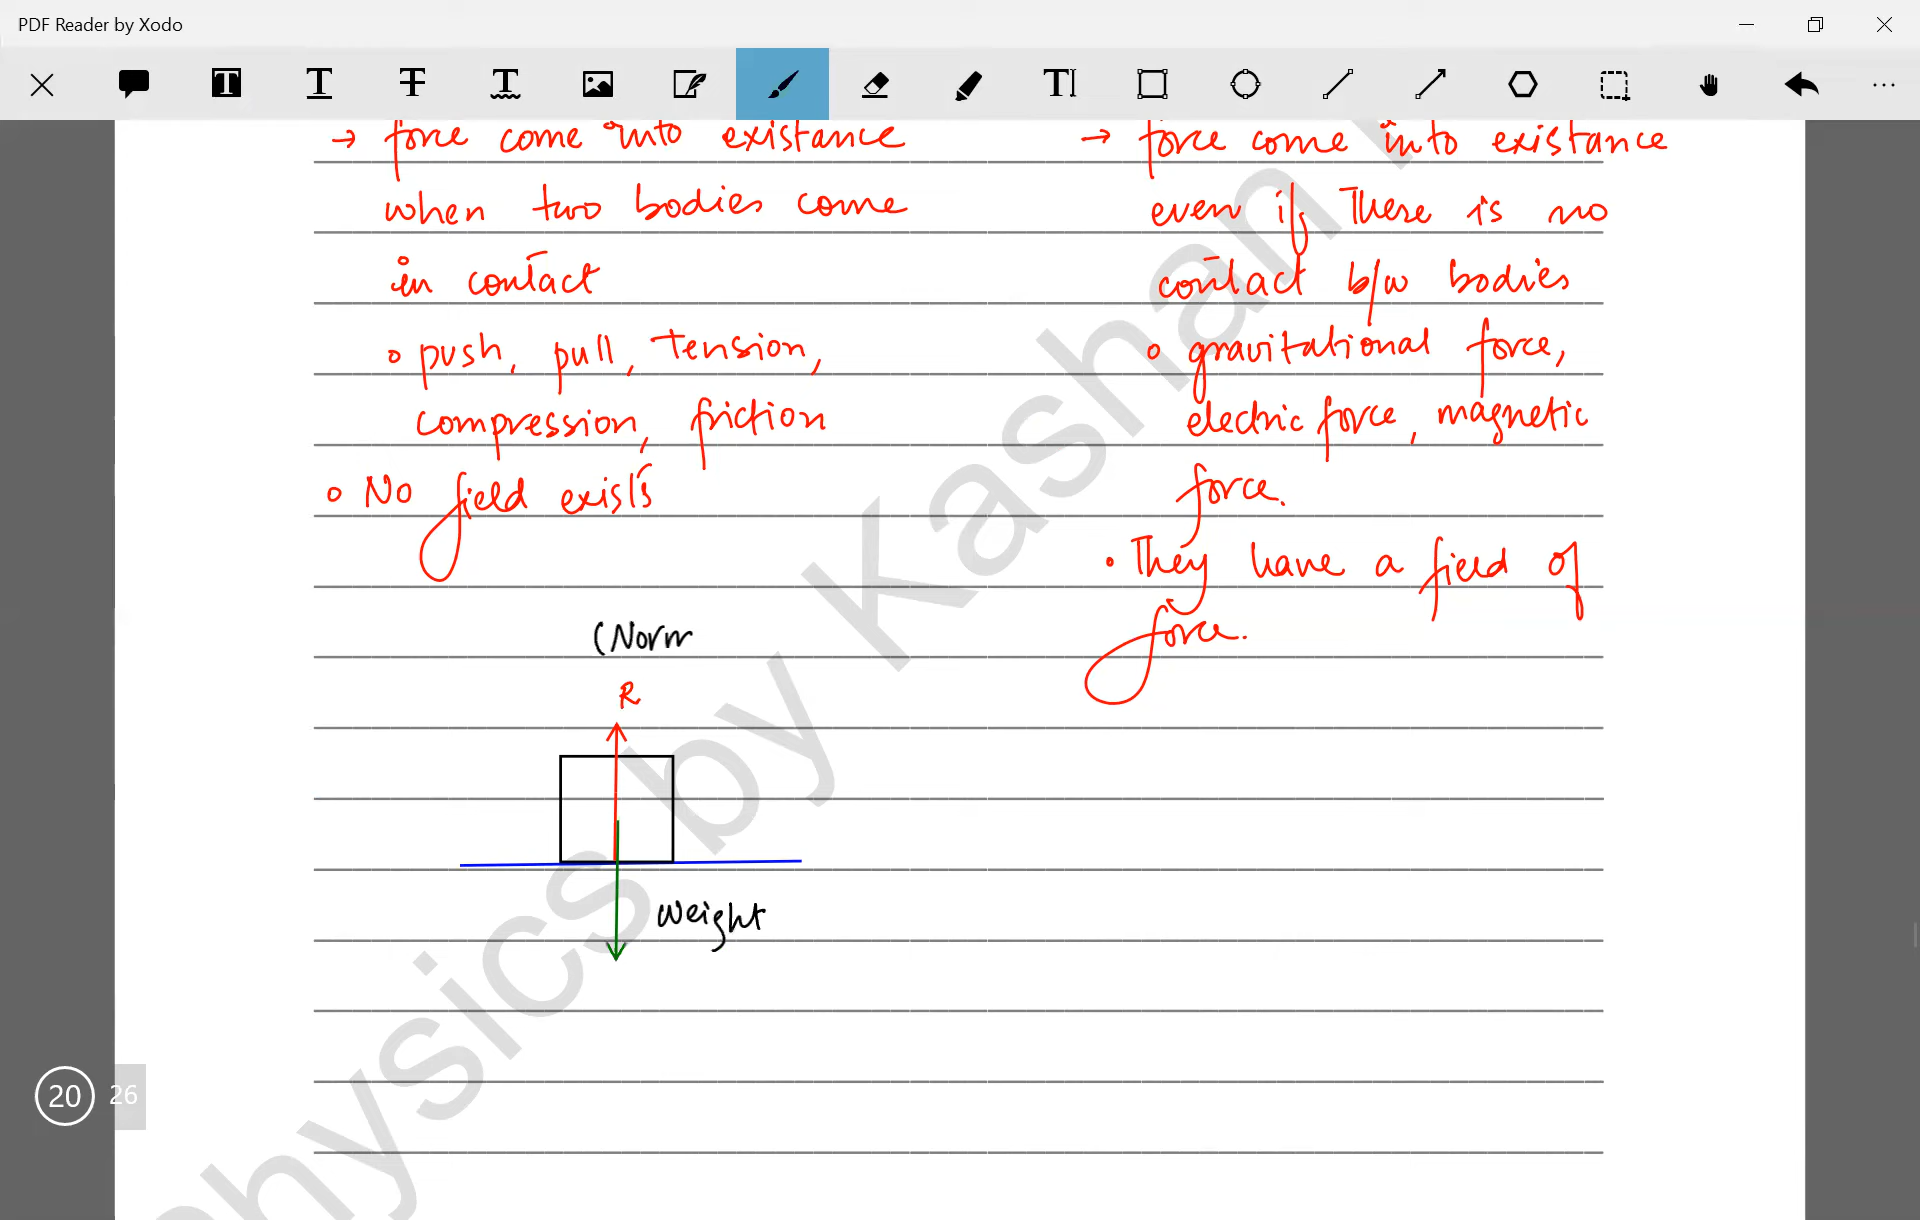 PDF Reader by Xodo
→ force come into existance
when two bodies come
in contact
o push, pull, tension,
compression, friction
o No field exists
→ force come into existance
even if There is no
contact b/w bodies
o gravitational force,
electric force, magnetic
force.
• They have a field of
force.
(Norm
R
Weight
20 26
Physics by Kashan